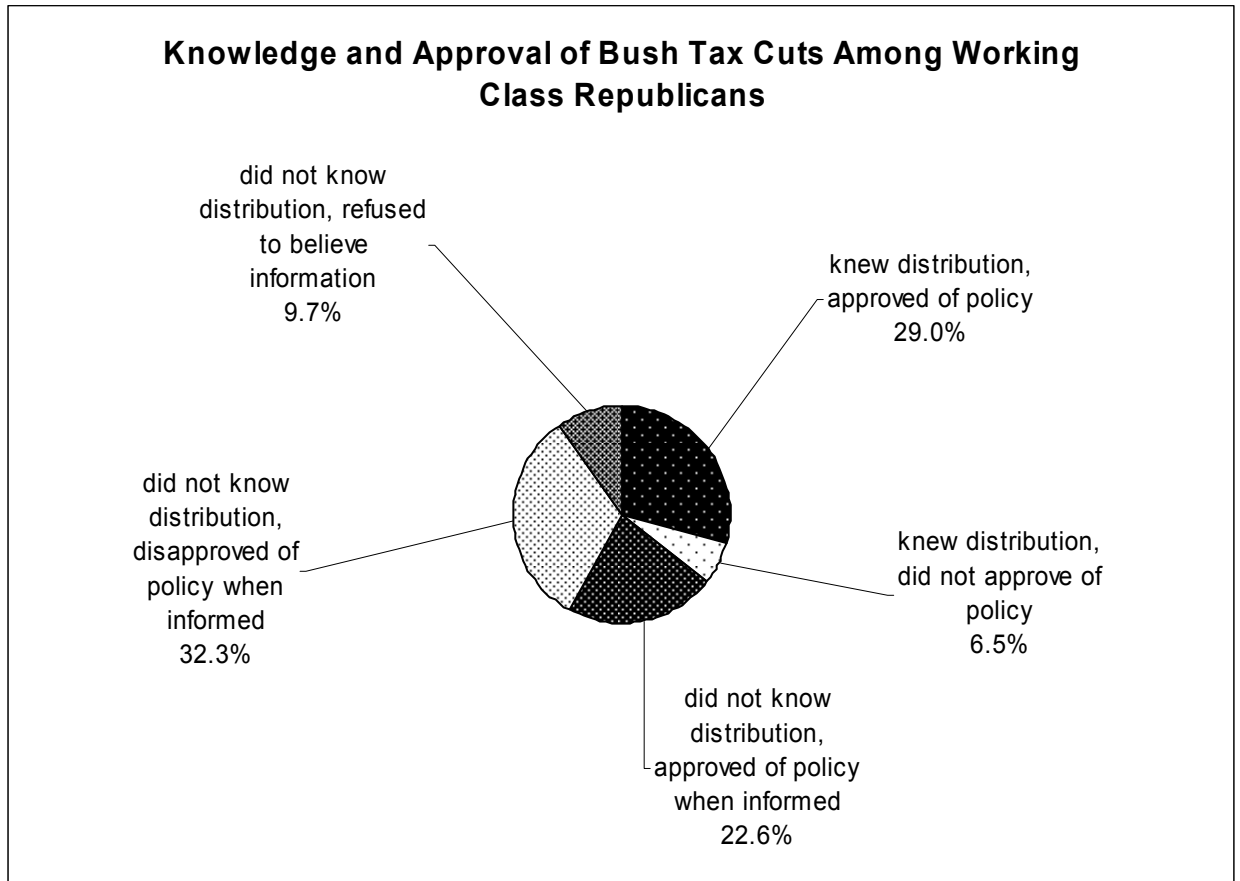 Knowledge and Approval of Bush Tax Cuts Among Working
Class Republicans
did not know
distribution, refused
to believe
information
9.7%
knew distribution,
approved of policy
29.0%
did not know
distribution,
disapproved of
policy when
informed
32.3%
knew distribution,
did not approve of
policy
6.5%
did not know
distribution,
approved of policy
when informed
22.6%